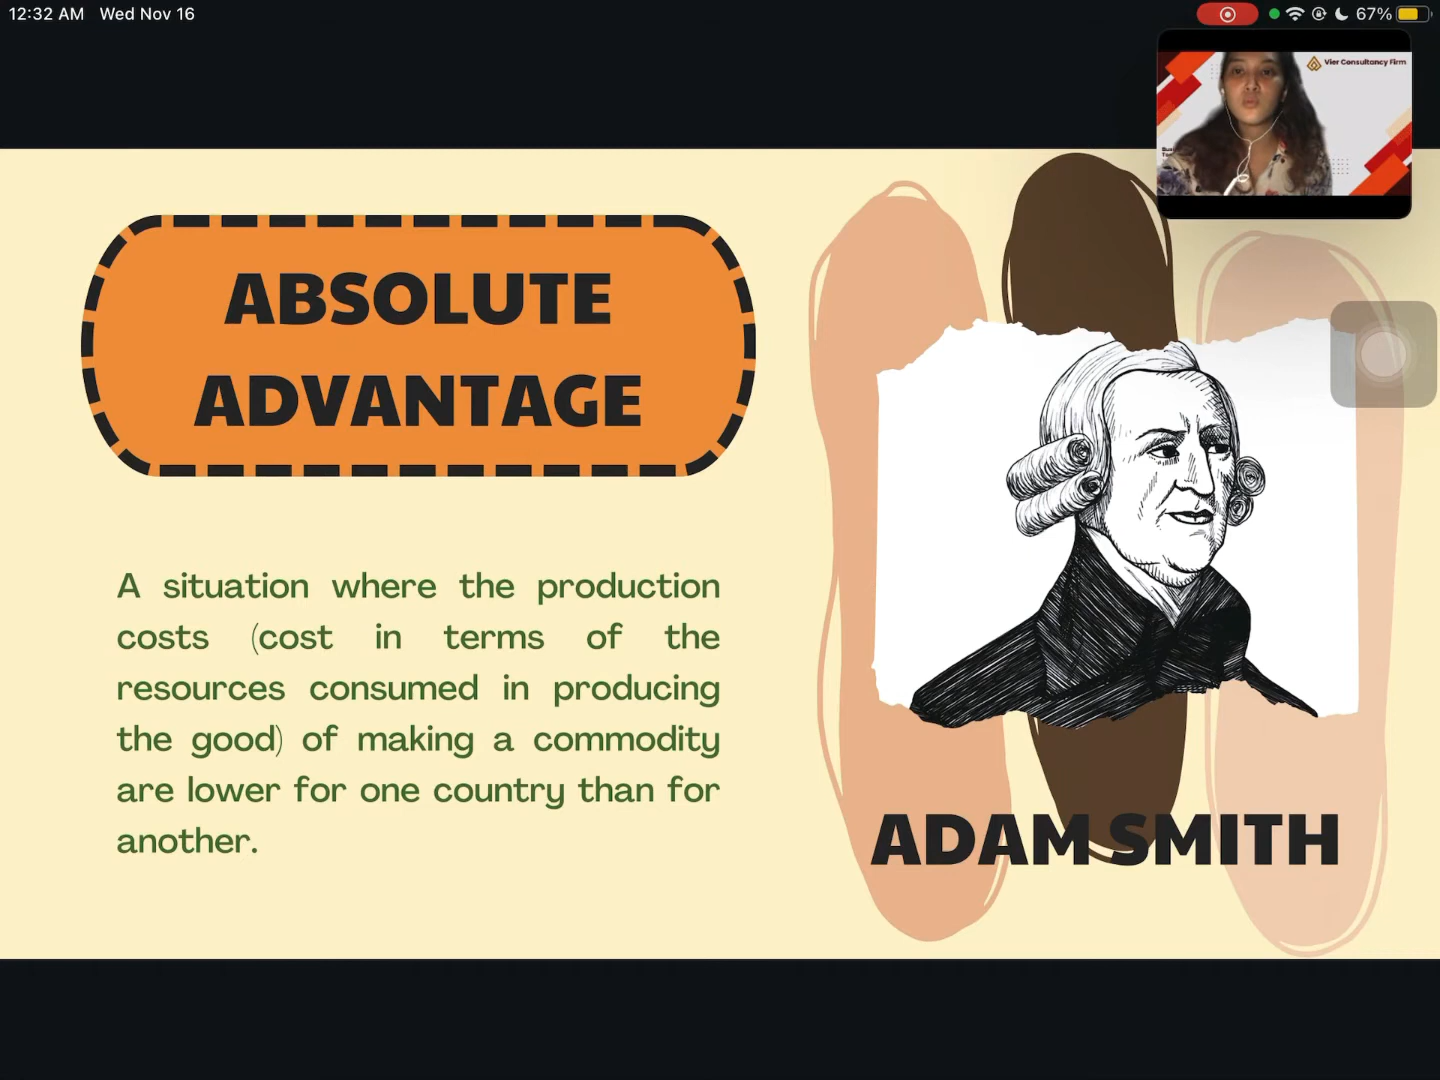 12:32 AM Wed Nov 16
67%
Vier Consultancy Firm
ABSOLUTE
ADVANTAGE
A situation where the production
costs (cost in terms of the
resources consumed in producing
the good) of making a commodity
are lower for one country than for
another.
ADAM SMITH